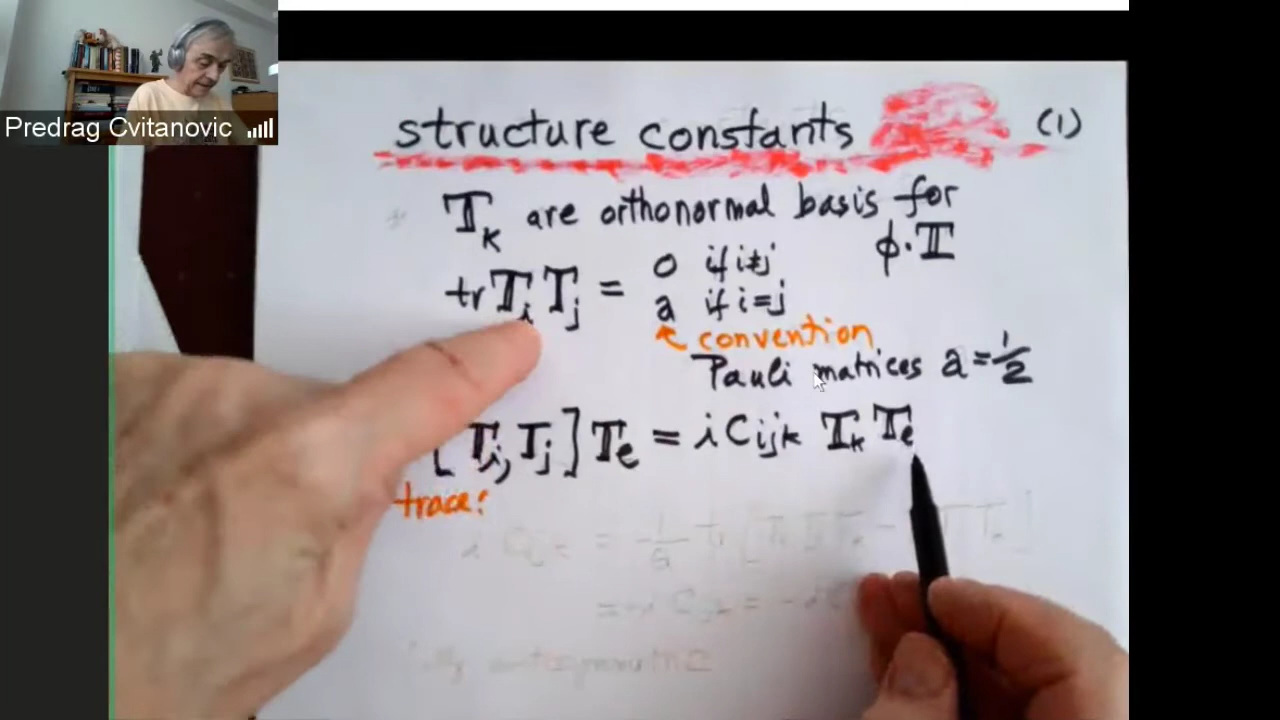 Predrag Cvitanovic
structure constants (1)
T_k are orthonormal basis for
φ·T
tr T_i T_j = 0 if i≠j
a if i=j
convention
Pauli matrices a = 1/2
[T_i, T_j] T_e = i C_ijk T_k T_e
trace: